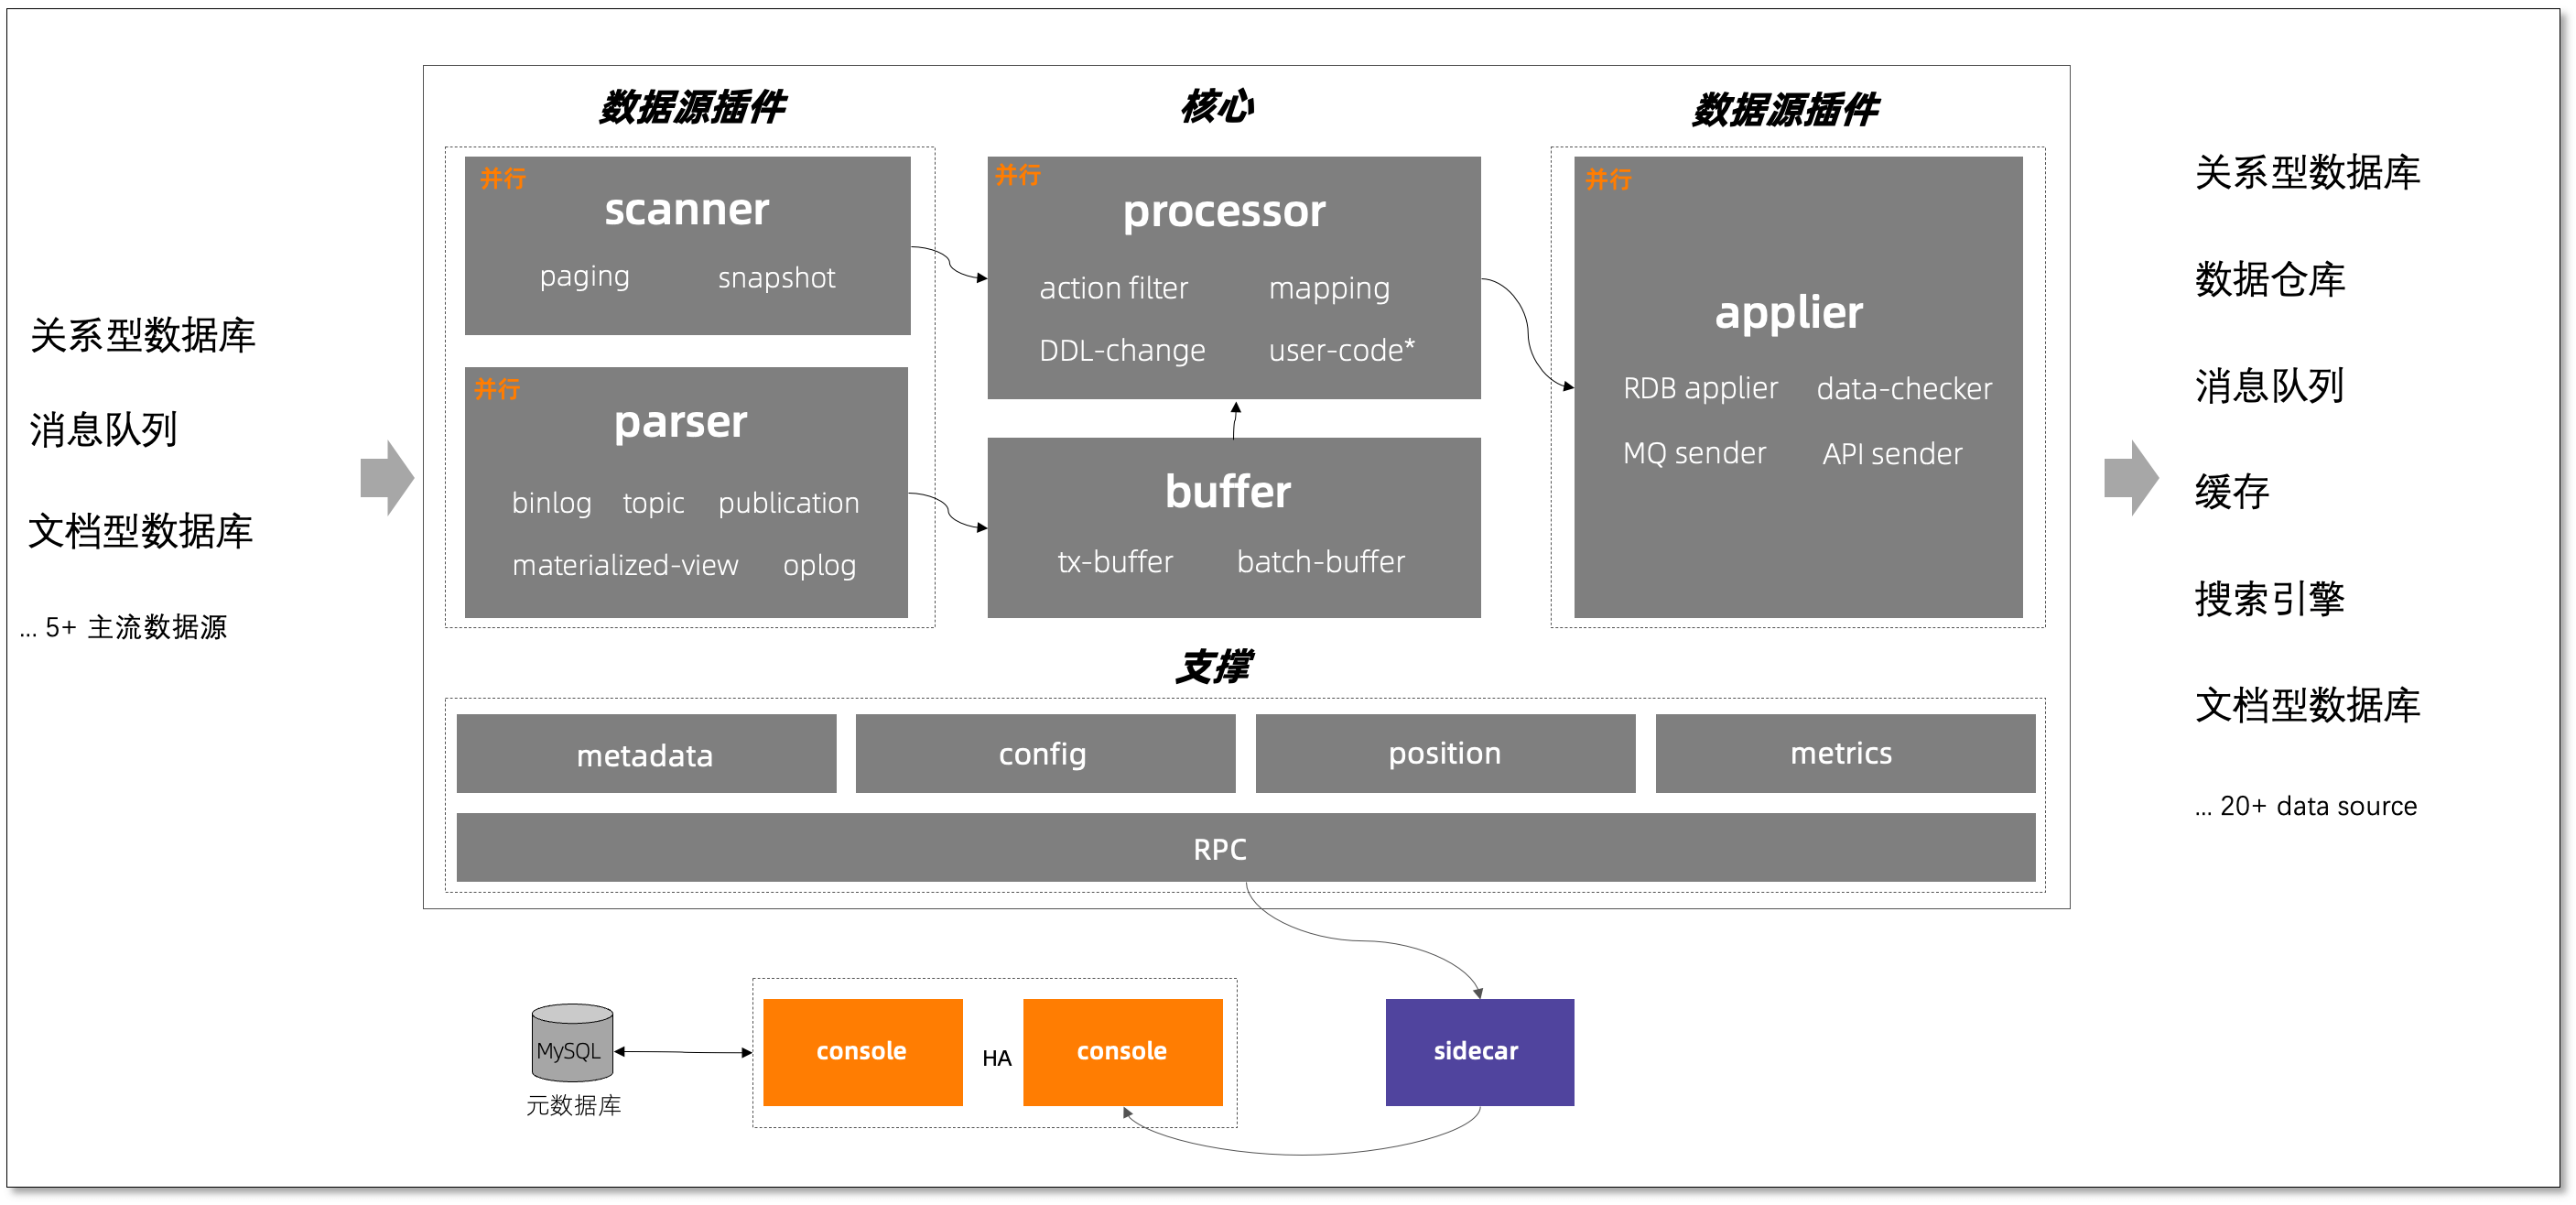 关系型数据库
消息队列
文档型数据库
... 5+ 主流数据源
数据源插件
并行
scanner
paging snapshot
并行
parser
binlog topic publication
materialized-view oplog
核心
并行
processor
action filter mapping
DDL-change user-code*
buffer
tx-buffer batch-buffer
数据源插件
并行
applier
RDB applier data-checker
MQ sender API sender
支撑
metadata config position metrics
RPC
MySQL
元数据库
console HA console
sidecar
关系型数据库
数据仓库
消息队列
缓存
搜索引擎
文档型数据库
... 20+ data source